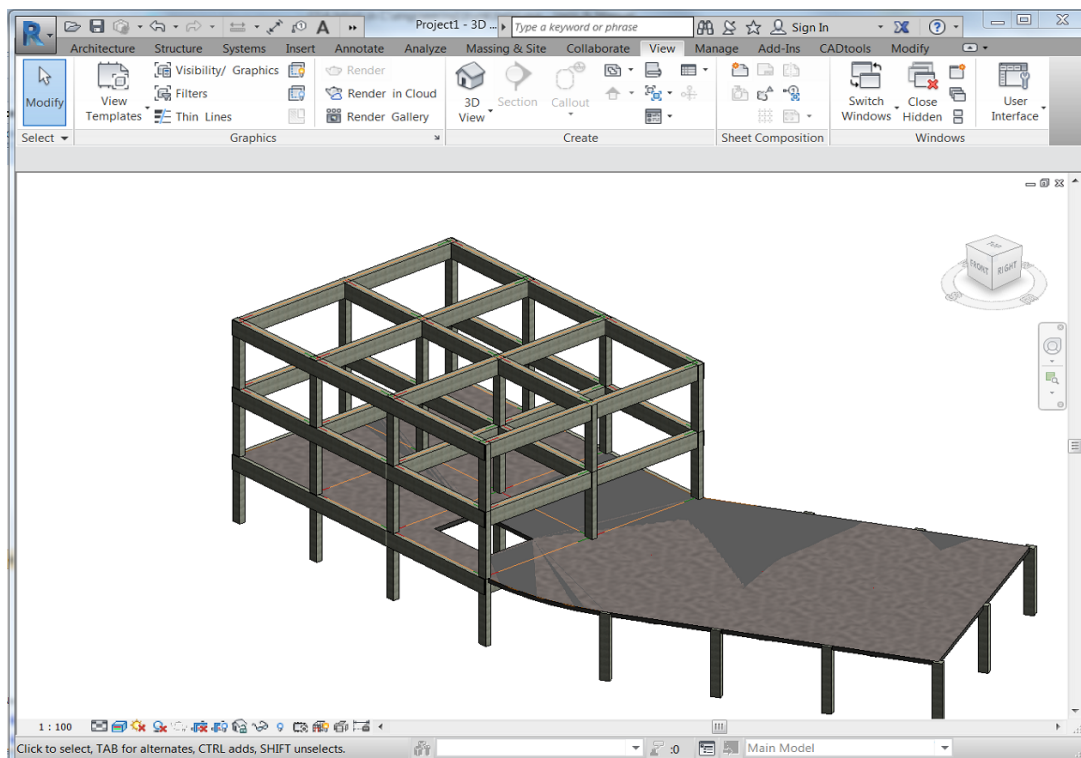 Project1 - 3D ... Type a keyword or phrase Sign In
Architecture Structure Systems Insert Annotate Analyze Massing & Site Collaborate View Manage Add-Ins CADtools Modify
Modify
View Templates
Visibility/ Graphics
Filters
Thin Lines
Render
Render in Cloud
Render Gallery
3D View
Section
Callout
Switch Windows
Close Hidden
User Interface
Select Graphics Create Sheet Composition Windows
TOP
FRONT RIGHT
1 : 100
Click to select, TAB for alternates, CTRL adds, SHIFT unselects. :0 Main Model